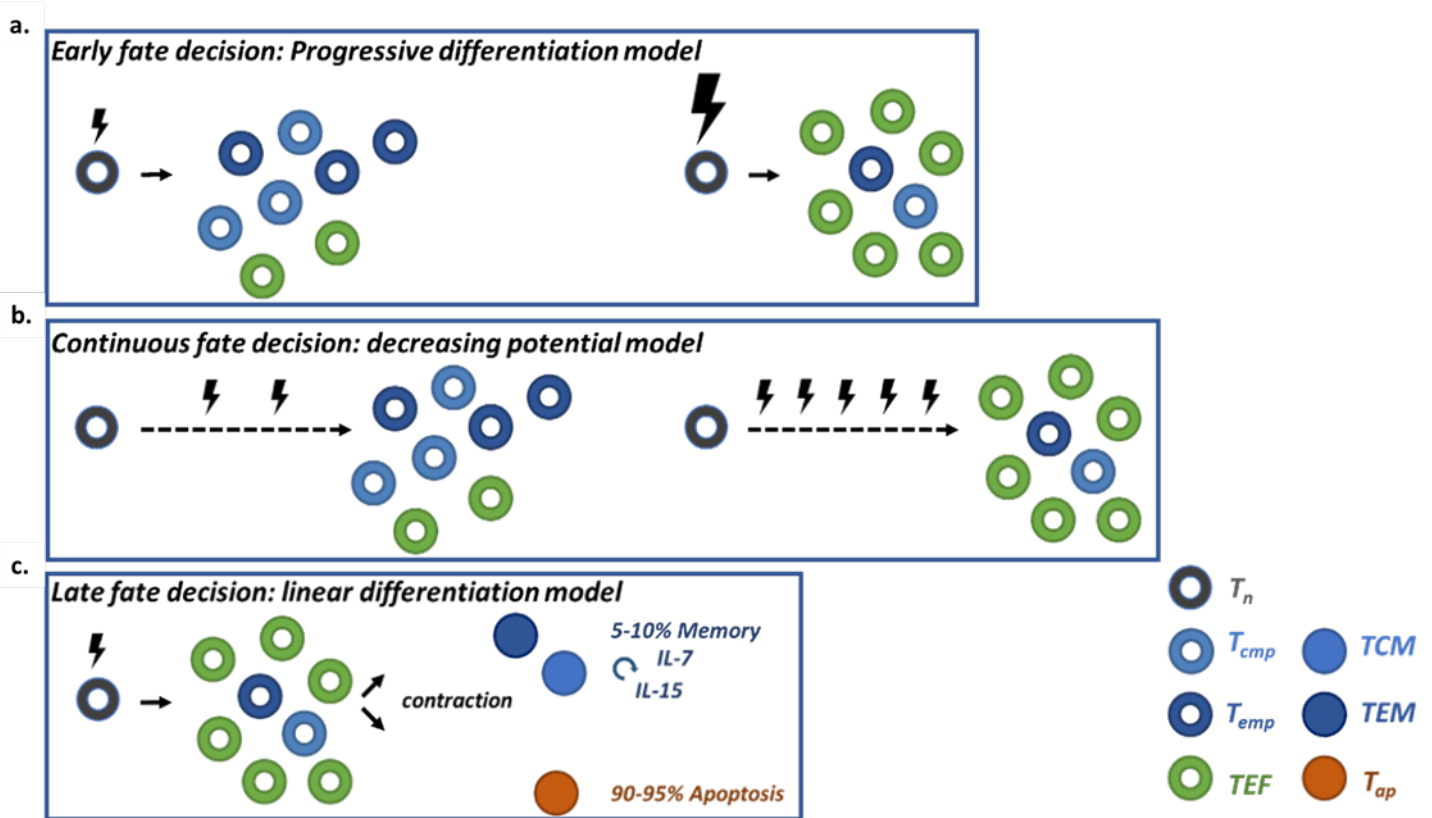 a.
Early fate decision: Progressive differentiation model
b.
Continuous fate decision: decreasing potential model
c.
Late fate decision: linear differentiation model
5-10% Memory
IL-7
IL-15
contraction
90-95% Apoptosis
Tn
Tcmp
TCM
Temp
TEM
TEF
Tap